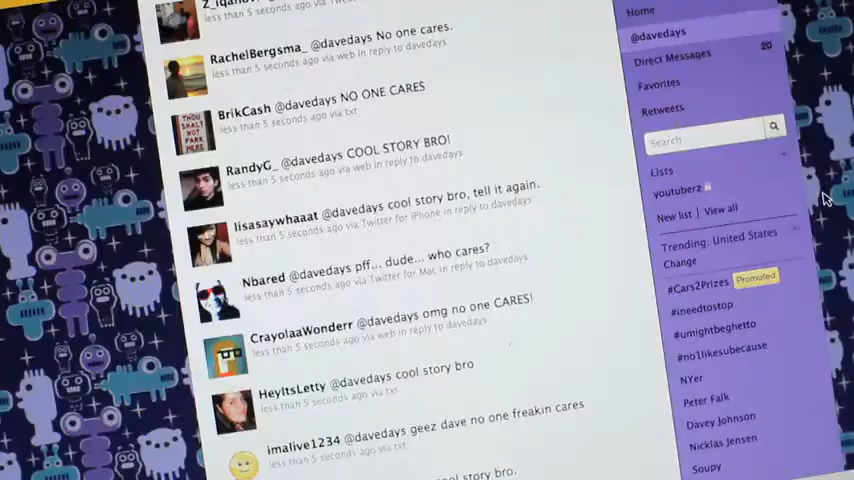 less than 5 seconds ago via
RachelBergsma_ @davedays No one cares.
less than 5 seconds ago via web in reply to davedays
BrikCash @davedays NO ONE CARES
less than 5 seconds ago via txt
THOU
SHALT
NOT
PARK
HERE
RandyG_ @davedays COOL STORY BRO!
less than 5 seconds ago via web in reply to davedays
lisasaywhaaat @davedays cool story bro, tell it again.
less than 5 seconds ago via Twitter for iPhone in reply to davedays
Nbared @davedays pff... dude... who cares?
less than 5 seconds ago via Twitter for Mac in reply to davedays
CrayolaaWonderr @davedays omg no one CARES!
less than 5 seconds ago via web in reply to davedays
HeyItsLetty @davedays cool story bro
less than 5 seconds ago via txt
imalive1234 @davedays geez dave no one freakin cares
less than 5 seconds ago via txt
story bro.
Home
@davedays
Direct Messages 20
Favorites
Retweets
Search
Lists
youtuberz
New list | View all
Trending: United States
Change
#Cars2Prizes Promoted
#ineedtostop
#umightbeghetto
#no1likesubecause
NYer
Peter Falk
Davey Johnson
Nicklas Jensen
Soupy